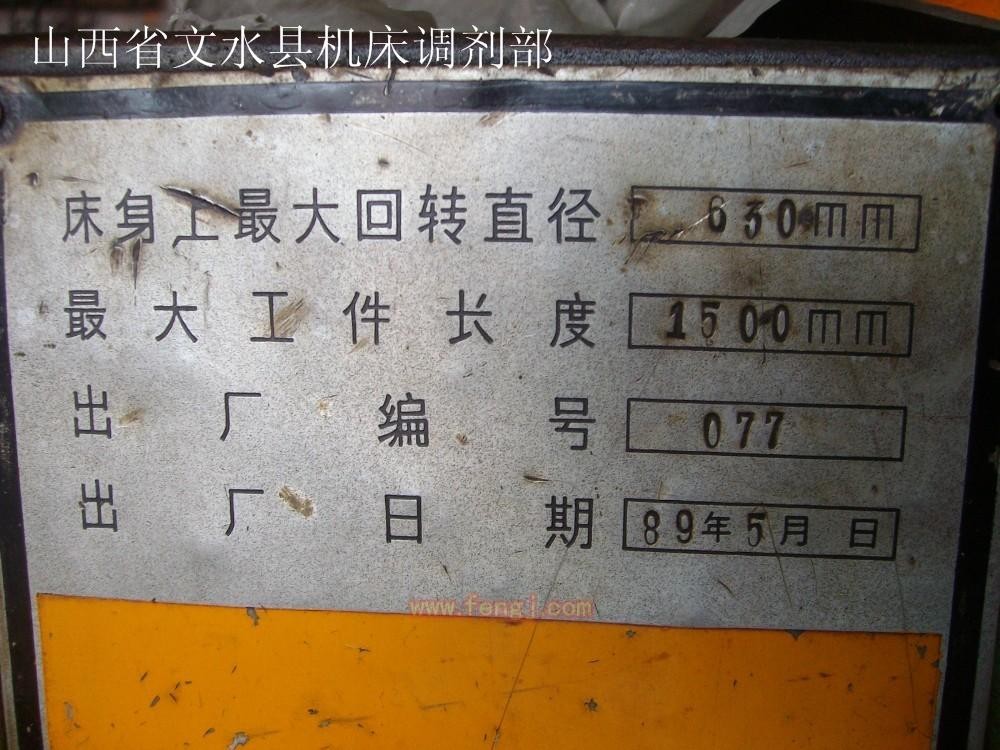 山西省文水县机床调剂部
床身上最大回转直径 630mm
最大工件长度 1500mm
出厂编号 077
出厂日期 89年5月 日
www.fengj.com